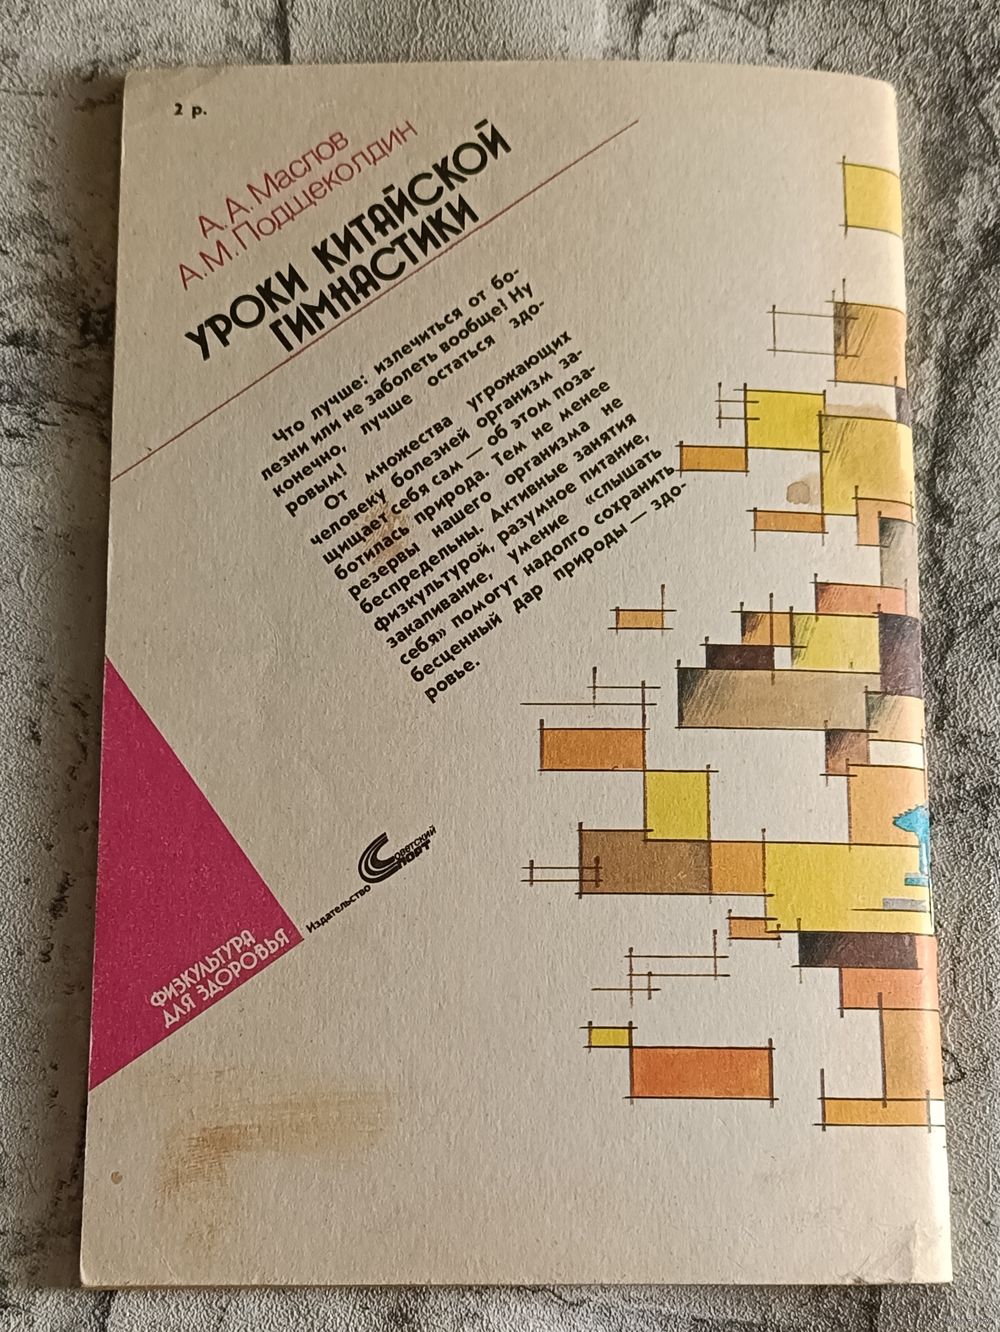 2 р.
А.А.Маслов
А.М.Подщеколдин
УРОКИ КИТАЙСКОЙ
ГИМНАСТИКИ
Что лучше: излечиться от бо-
лезни или не заболеть вообще! Ну
конечно, лучше остаться здо-
ровым!
От множества угрожающих
человеку болезней организм за-
щищает себя сам — об этом поза-
ботилась природа. Тем не менее
резервы нашего организма не
беспредельны. Активные занятия
физкультурой, разумное питание,
закаливание, умение «слышать
себя» помогут надолго сохранить
бесценный дар природы — здо-
ровье.
Издательство
Советский
спорт
ФИЗКУЛЬТУРА
ДЛЯ ЗДОРОВЬЯ